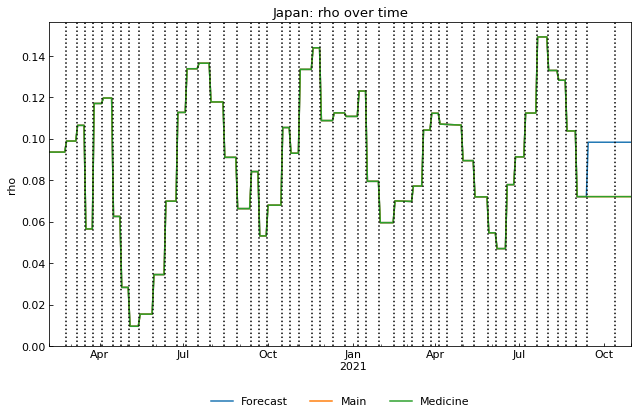 Japan: rho over time
0.14
0.12
0.10
0.08
0.06
0.04
0.02
0.00
rho
Apr Jul Oct Jan Apr Jul Oct
2021
Forecast Main Medicine